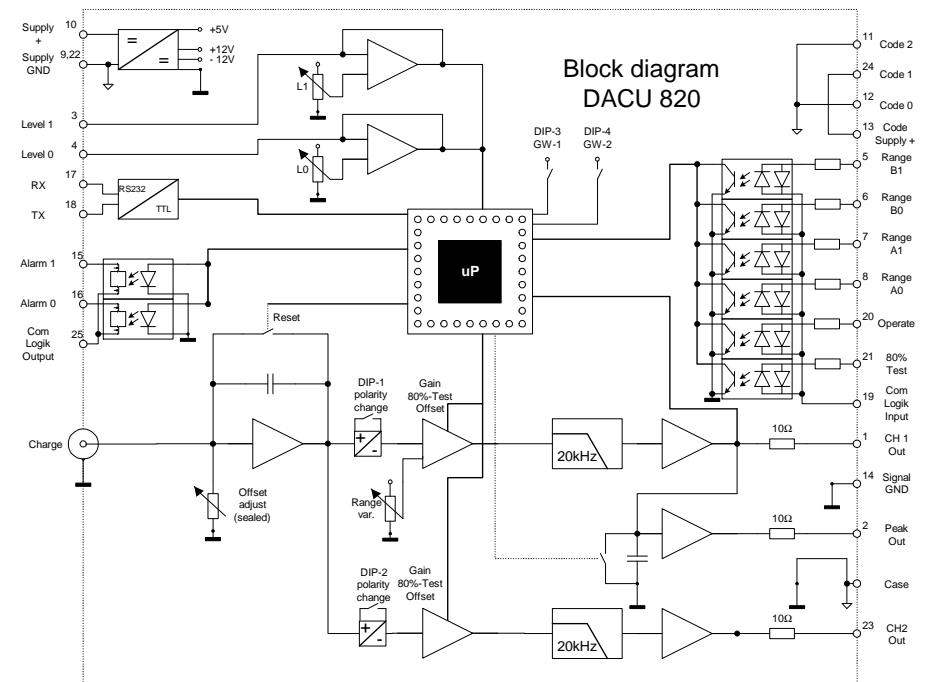 Block diagram
DACU 820
Supply
+
10
Supply
GND
9,22
=
=
+5V
+12V
- 12V
Level 1
3
L1
Level 0
4
L0
RX
17
TX
18
RS232
TTL
DIP-3
GW-1
DIP-4
GW-2
uP
Alarm 1
15
Alarm 0
16
Com
Logik
Output
25
Reset
Charge
Offset
adjust
(sealed)
DIP-1
polarity
change
+
-
Gain
80%-Test
Offset
Range
var.
20kHz
DIP-2
polarity
change
+
-
Gain
80%-Test
Offset
20kHz
11
Code 2
24
Code 1
12
Code 0
13
Code
Supply +
5
Range
B1
6
Range
B0
7
Range
A1
8
Range
A0
20
Operate
21
80%
Test
19
Com
Logik
Input
10Ω
1
CH 1
Out
14
Signal
GND
10Ω
2
Peak
Out
Case
10Ω
23
CH2
Out